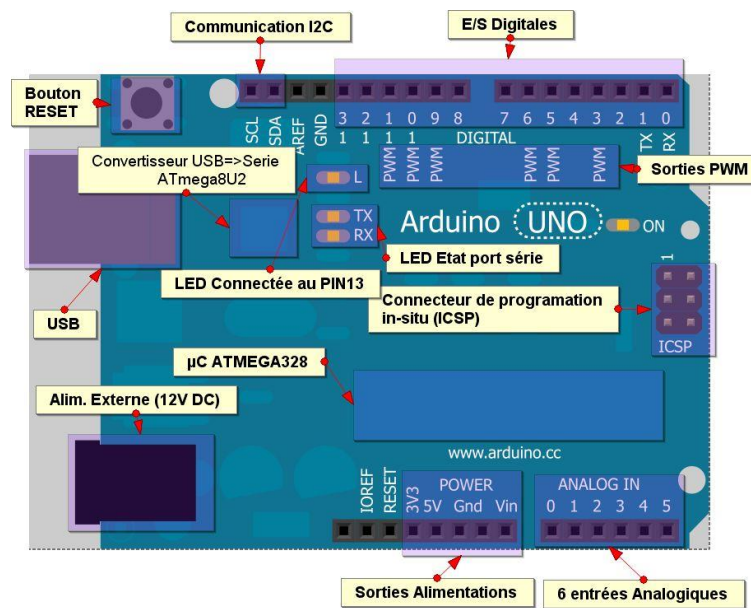 Communication I2C
E/S Digitales
Bouton
RESET
SCL
SDA
AREF
GND
3 2 1 0 9 8
7 6 5 4 3 2 1 0
1 1 1 1
DIGITAL
TX
RX
Convertisseur USB=>Serie
ATmega8U2
L
PWM
PWM
PWM
PWM
PWM
PWM
Sorties PWM
TX
RX
Arduino UNO
ON
LED Etat port série
LED Connectée au PIN13
1
USB
Connecteur de programation
in-situ (ICSP)
ICSP
µC ATMEGA328
Alim. Externe (12V DC)
www.arduino.cc
IOREF
RESET
3V3
POWER
5V Gnd Vin
ANALOG IN
0 1 2 3 4 5
Sorties Alimentations
6 entrées Analogiques